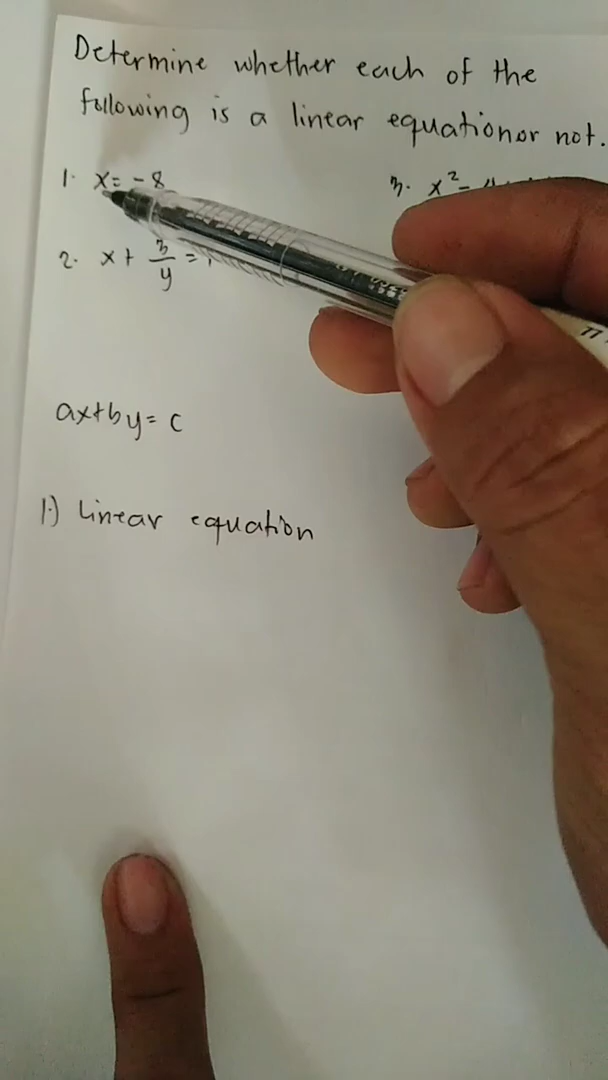 Determine whether each of the
following is a linear equation or not.
1. x = -8
3. x² -
2. x + 3/y =
ax+by = c
1.) Linear equation